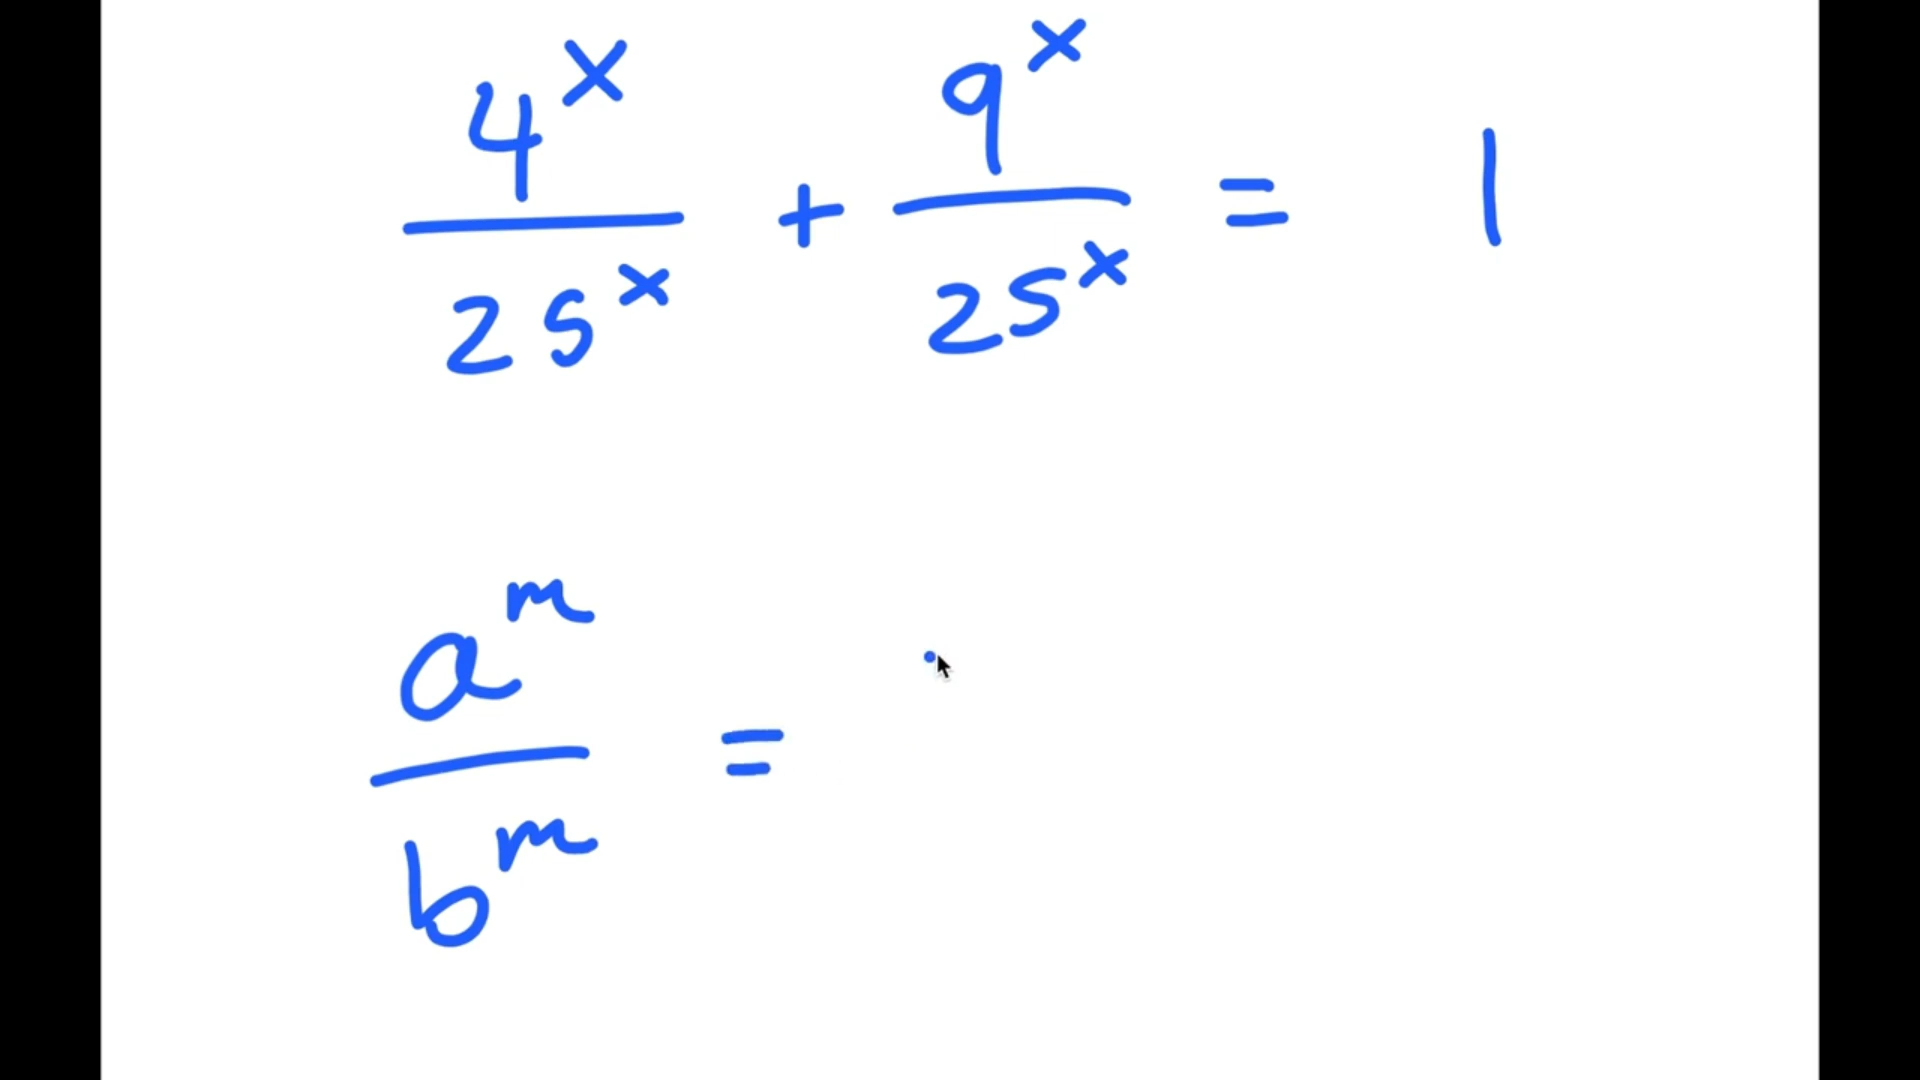 4^x / 25^x + 9^x / 25^x = 1
a^m / b^m =